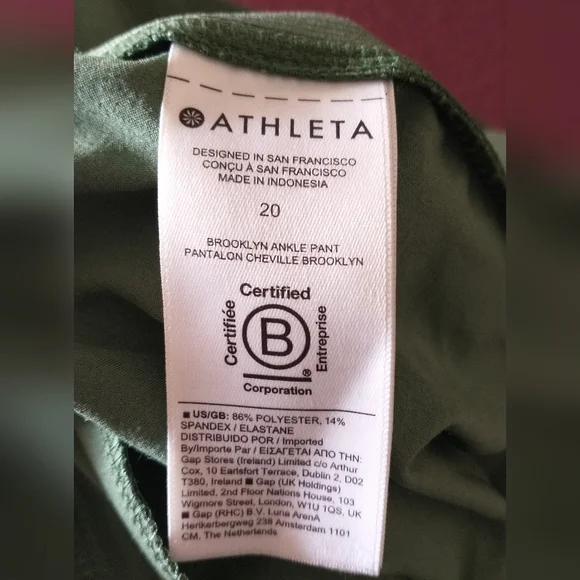 ATHLETA
DESIGNED IN SAN FRANCISCO
CONÇU À SAN FRANCISCO
MADE IN INDONESIA
20
BROOKLYN ANKLE PANT
PANTALON CHEVILLE BROOKLYN
Certified
Certifiée
B
Entreprise
®
Corporation
■ US/GB: 86% POLYESTER, 14%
SPANDEX / ELASTANE
DISTRIBUIDO POR / Imported
By/Importe par / ΕΙΣΑΓΕΤΑΙ ΑΠΟ ΤΗΝ:
Gap Stores (Ireland) Limited c/o Arthur
Cox, 10 Earlsfort Terrace, Dublin 2, D02
T380, Ireland ■ Gap (UK Holdings)
Limited, 2nd Floor Nations House, 103
Wigmore Street, London, W1U 1QS, UK
■ Gap (RHC) B.V. Luna ArenA
Herikerbergweg 238 Amsterdam 1101
CM, The Netherlands